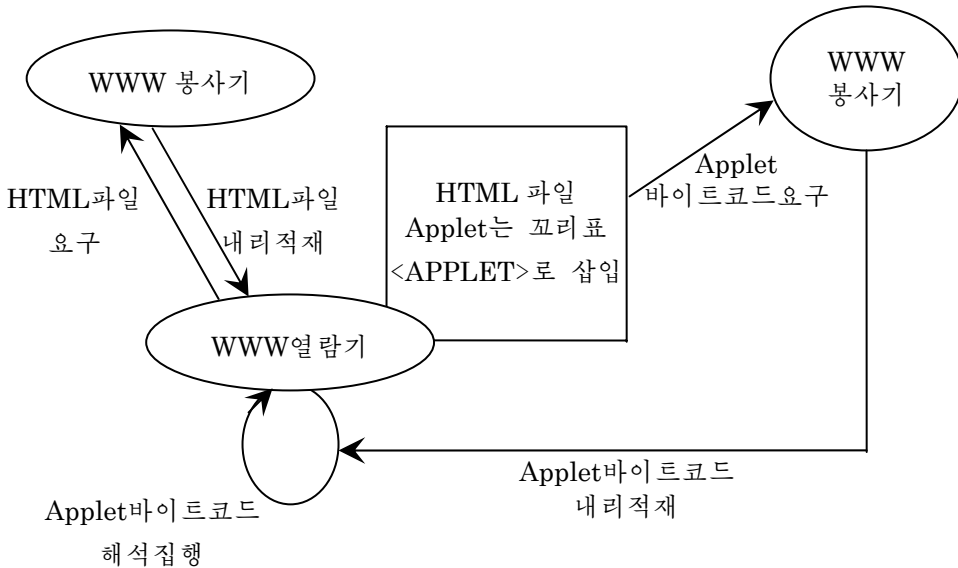 WWW 봉사기
WWW
봉사기
HTML파일
요구
HTML파일
내리적재
HTML 파일
Applet는 꼬리표
<APPLET>로 삽입
Applet
바이트코드요구
WWW열람기
Applet바이트코드
내리적재
Applet바이트코드
해석집행